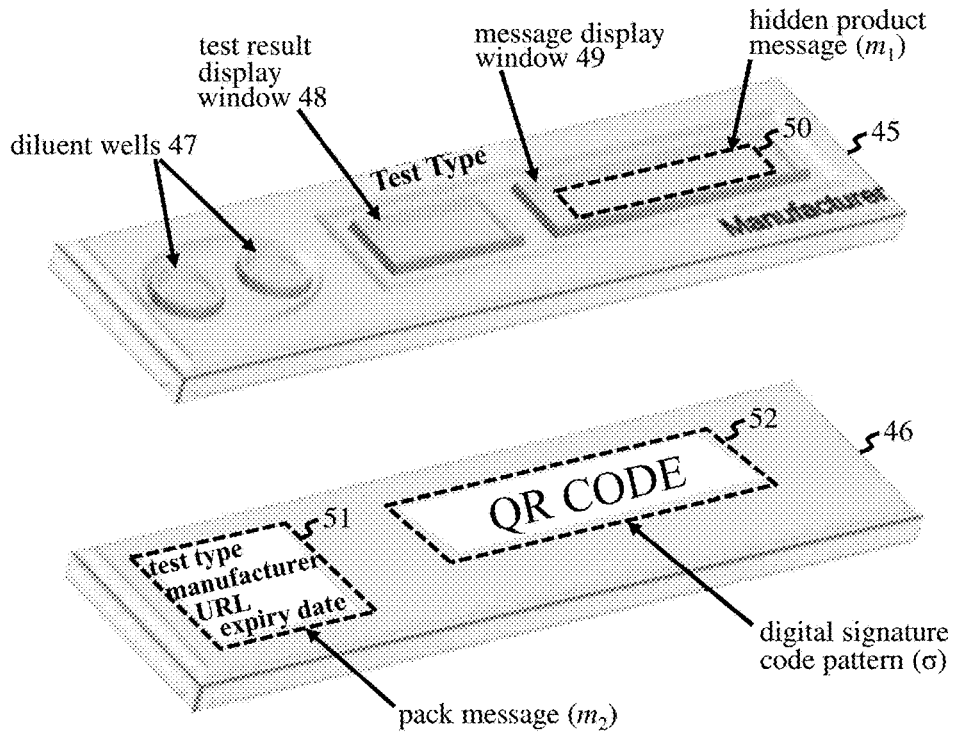 hidden product
message (m₁)
message display
window 49
test result
display
window 48
diluent wells 47
50
45
Test Type
Manufacturer
52
46
QR CODE
51
test type
manufacturer
URL
expiry date
digital signature
code pattern (σ)
pack message (m₂)